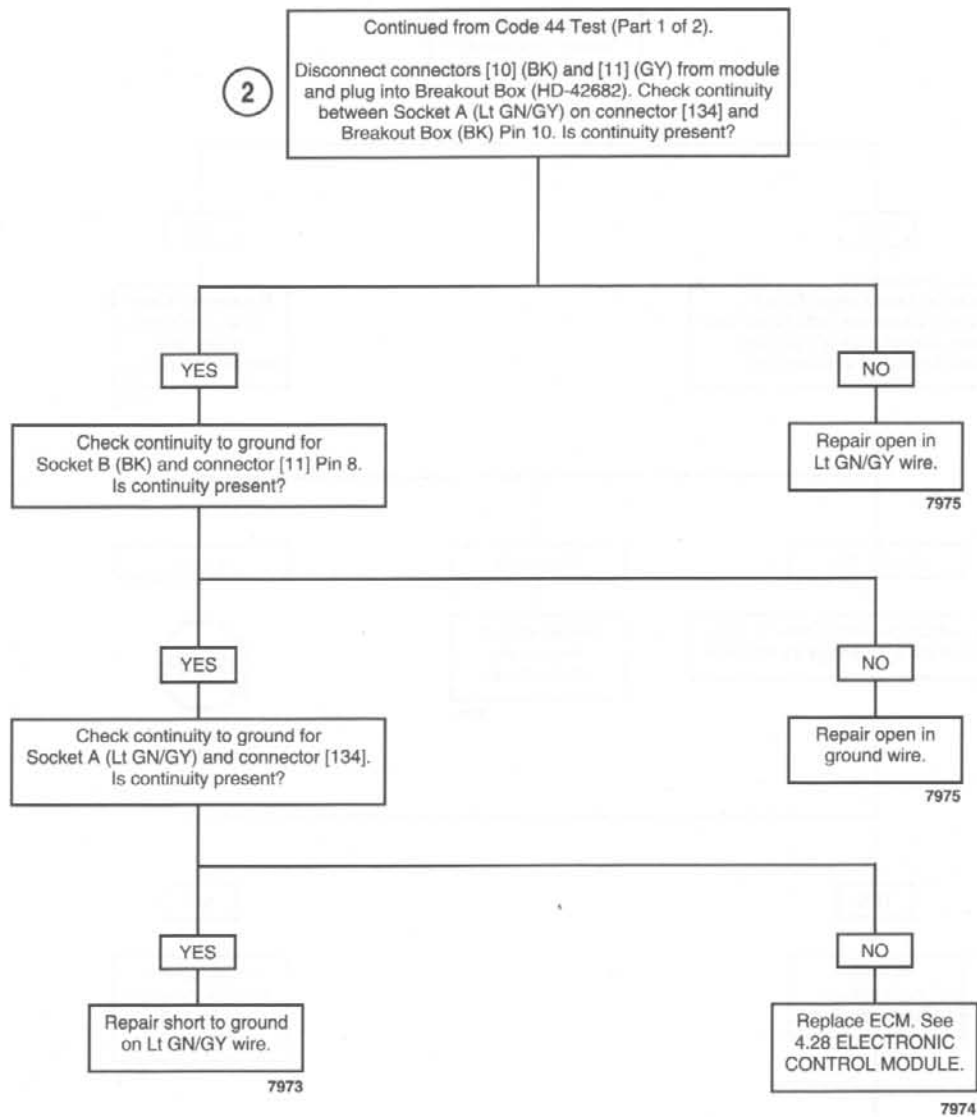 Continued from Code 44 Test (Part 1 of 2).
2
Disconnect connectors [10] (BK) and [11] (GY) from module
and plug into Breakout Box (HD-42682). Check continuity
between Socket A (Lt GN/GY) on connector [134] and
Breakout Box (BK) Pin 10. Is continuity present?
YES
NO
Check continuity to ground for
Socket B (BK) and connector [11] Pin 8.
Is continuity present?
Repair open in
Lt GN/GY wire.
7975
YES
NO
Check continuity to ground for
Socket A (Lt GN/GY) and connector [134].
Is continuity present?
Repair open in
ground wire.
7975
YES
NO
Repair short to ground
on Lt GN/GY wire.
7973
Replace ECM. See
4.28 ELECTRONIC
CONTROL MODULE.
7974